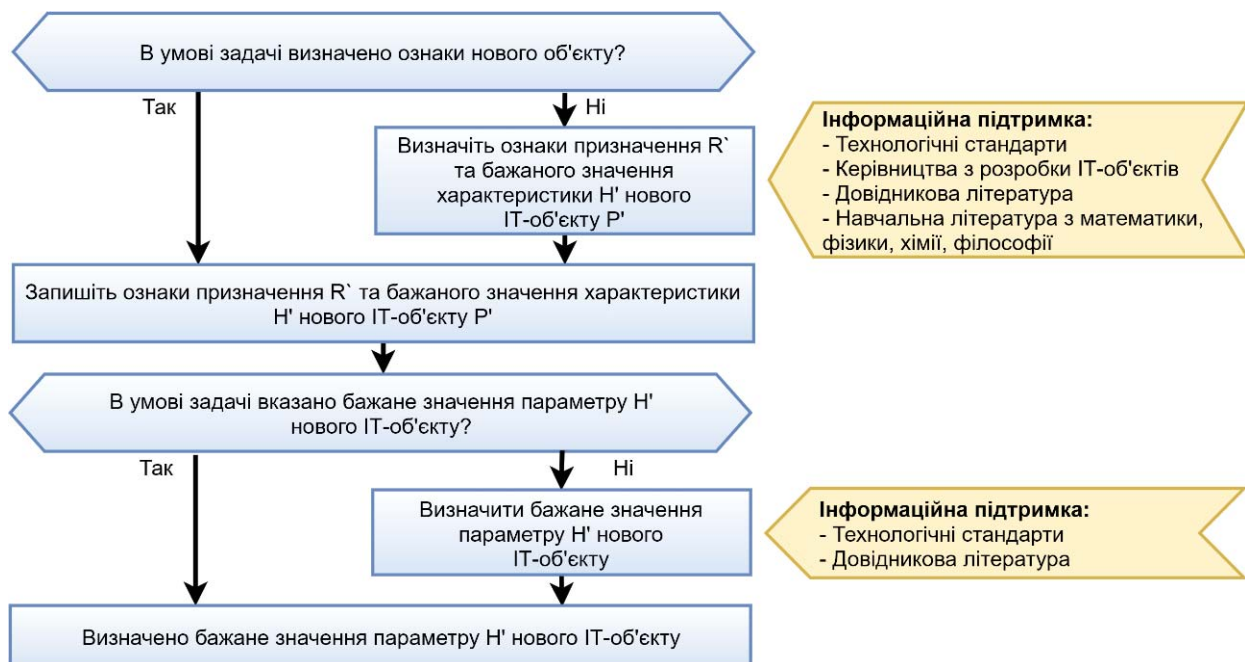 В умові задачі визначено ознаки нового об'єкту?
Так
Ні
Визначіть ознаки призначення R`
та бажаного значення
характеристики Н' нового
ІТ-об'єкту Р'
Інформаційна підтримка:
- Технологічні стандарти
- Керівництва з розробки ІТ-об'єктів
- Довідникова література
- Навчальна література з математики,
фізики, хімії, філософії
Запишіть ознаки призначення R` та бажаного значення характеристики
Н' нового ІТ-об'єкту Р'
В умові задачі вказано бажане значення параметру Н'
нового ІТ-об'єкту?
Так
Ні
Визначити бажане значення
параметру Н' нового
ІТ-об'єкту
Інформаційна підтримка:
- Технологічні стандарти
- Довідникова література
Визначено бажане значення параметру Н' нового ІТ-об'єкту